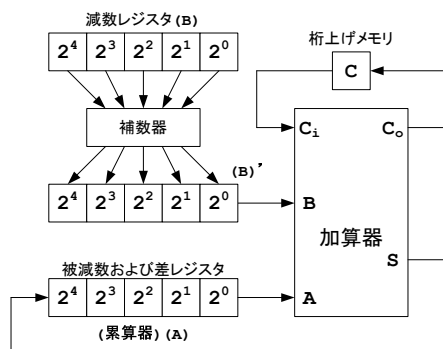 減数レジスタ(B)
2⁴ 2³ 2² 2¹ 2⁰
補数器
(B)’
2⁴ 2³ 2² 2¹ 2⁰
被減数および差レジスタ
2⁴ 2³ 2² 2¹ 2⁰
(累算器)(A)
桁上げメモリ
C
Cᵢ Cₒ
B
加算器
S
A